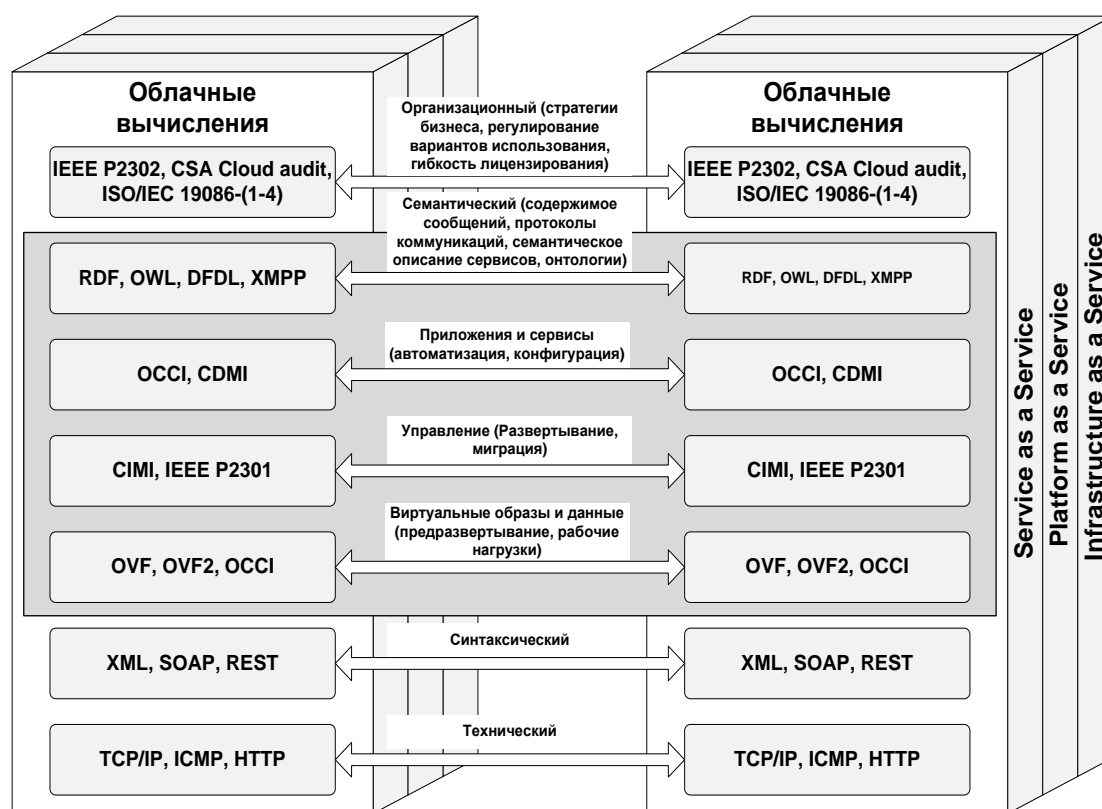 Облачные
вычисления
Организационный (стратегии
бизнеса, регулирование
вариантов использования,
гибкость лицензирования)
Облачные
вычисления
IEEE P2302, CSA Cloud audit,
ISO/IEC 19086-(1-4)
IEEE P2302, CSA Cloud audit,
ISO/IEC 19086-(1-4)
Семантический (содержимое
сообщений, протоколы
коммуникаций, семантическое
описание сервисов, онтологии)
RDF, OWL, DFDL, XMPP
RDF, OWL, DFDL, XMPP
Приложения и сервисы
(автоматизация, конфигурация)
OCCI, CDMI
OCCI, CDMI
Управление (Развертывание,
миграция)
CIMI, IEEE P2301
CIMI, IEEE P2301
Виртуальные образы и данные
(предразвертывание, рабочие
нагрузки)
OVF, OVF2, OCCI
OVF, OVF2, OCCI
Синтаксический
XML, SOAP, REST
XML, SOAP, REST
Технический
TCP/IP, ICMP, HTTP
TCP/IP, ICMP, HTTP
Service as a Service
Platform as a Service
Infrastructure as a Service